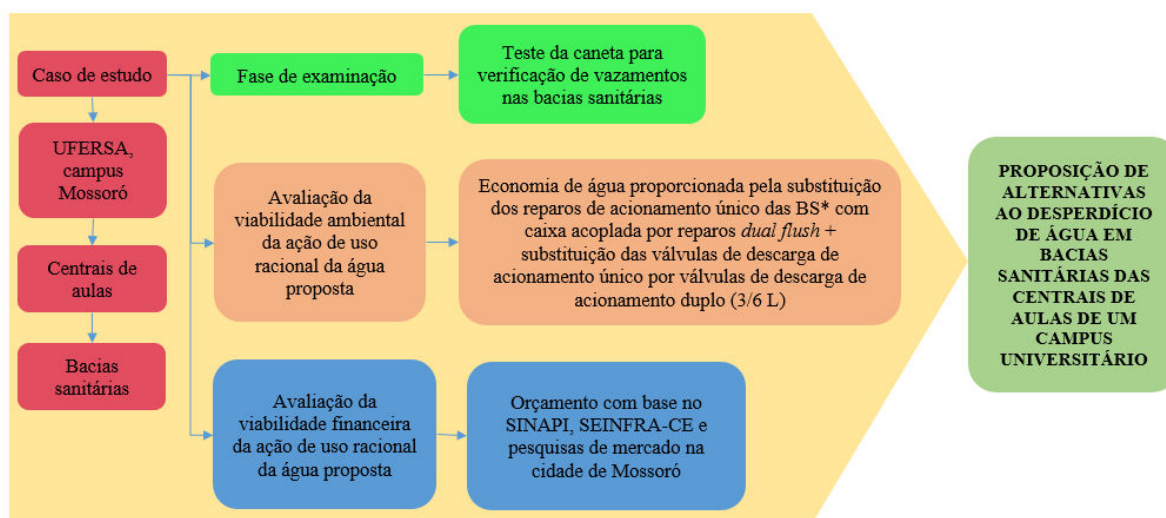 Caso de estudo
UFERSA,
campus
Mossoró
Centrais de
aulas
Bacias
sanitárias
Fase de examinação
Teste da caneta para
verificação de vazamentos
nas bacias sanitárias
Avaliação da
viabilidade ambiental
da ação de uso
racional da água
proposta
Economia de água proporcionada pela substituição
dos reparos de acionamento único das BS* com
caixa acoplada por reparos dual flush +
substituição das válvulas de descarga de
acionamento único por válvulas de descarga de
acionamento duplo (3/6 L)
Avaliação da
viabilidade financeira
da ação de uso racional
da água proposta
Orçamento com base no
SINAPI, SEINFRA-CE e
pesquisas de mercado na
cidade de Mossoró
PROPOSIÇÃO DE
ALTERNATIVAS
AO DESPERDÍCIO
DE ÁGUA EM
BACIAS
SANITÁRIAS DAS
CENTRAIS DE
AULAS DE UM
CAMPUS
UNIVERSITÁRIO